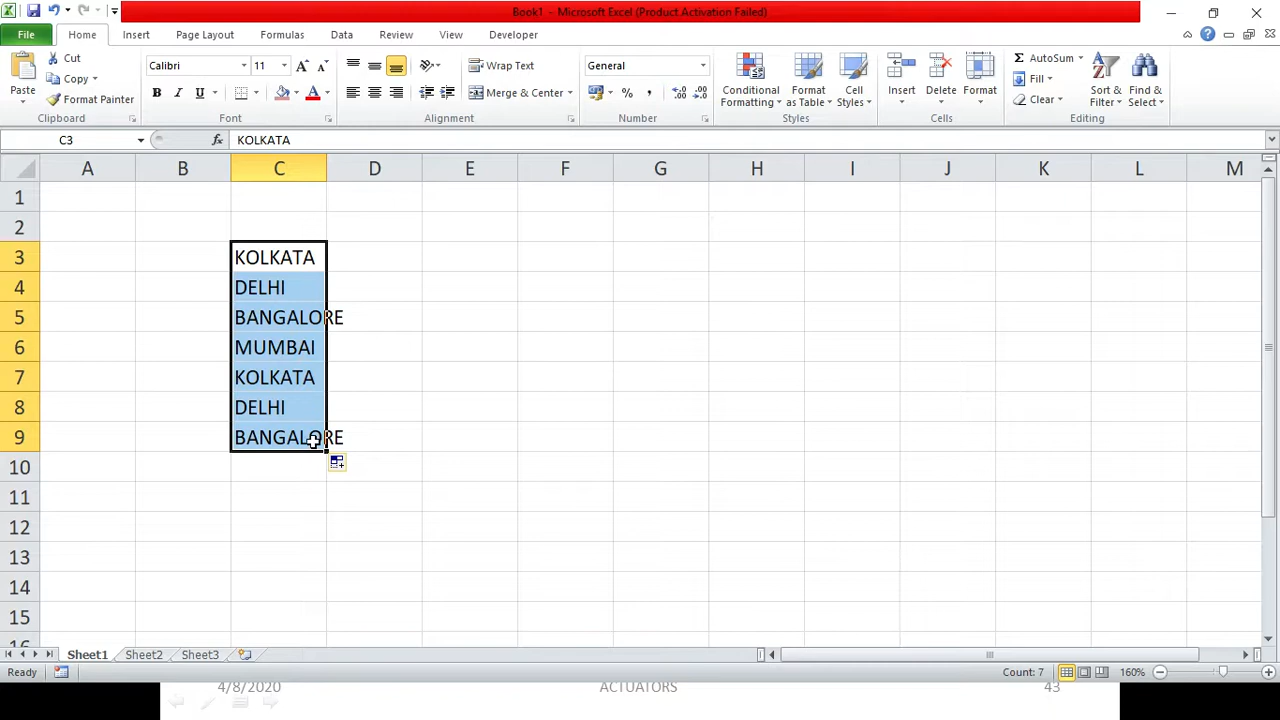 Book1 - Microsoft Excel (Product Activation Failed)
File Home Insert Page Layout Formulas Data Review View Developer
Paste
Cut
Copy
Format Painter
Clipboard
Calibri 11
B I U A
Font
Wrap Text
Merge & Center
Alignment
General
% , .00
Number
Conditional Formatting
Format as Table
Cell Styles
Styles
Insert
Delete
Format
Cells
Σ AutoSum
Fill
Clear
Sort & Filter
Find & Select
Editing
C3 fx KOLKATA
A B C D E F G H I J K L M
1
2
3 KOLKATA
4 DELHI
5 BANGALORE
6 MUMBAI
7 KOLKATA
8 DELHI
9 BANGALORE
10
11
12
13
14
15
16
Sheet1 Sheet2 Sheet3
Ready Count: 7 160%
4/8/2020 ACTUATORS 43